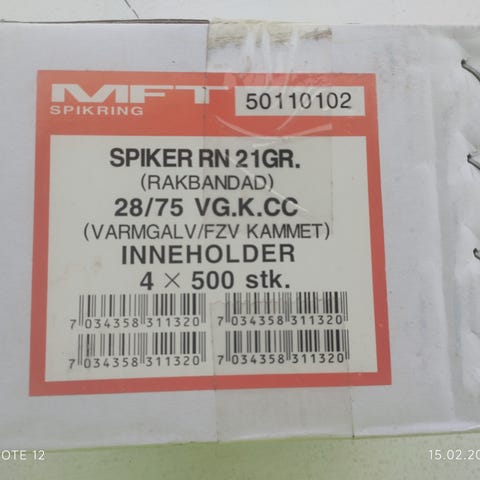 MFT
SPIKRING
50110102
SPIKER RN 21GR.
(RAKBANDAD)
28/75 VG.K.CC
(VARMGALV/FZV KAMMET)
INNEHOLDER
4 × 500 stk.
7 034358 311320 7 034358 311320
7 034358 311320 7 034358 311320
OTE 12
15.02.20